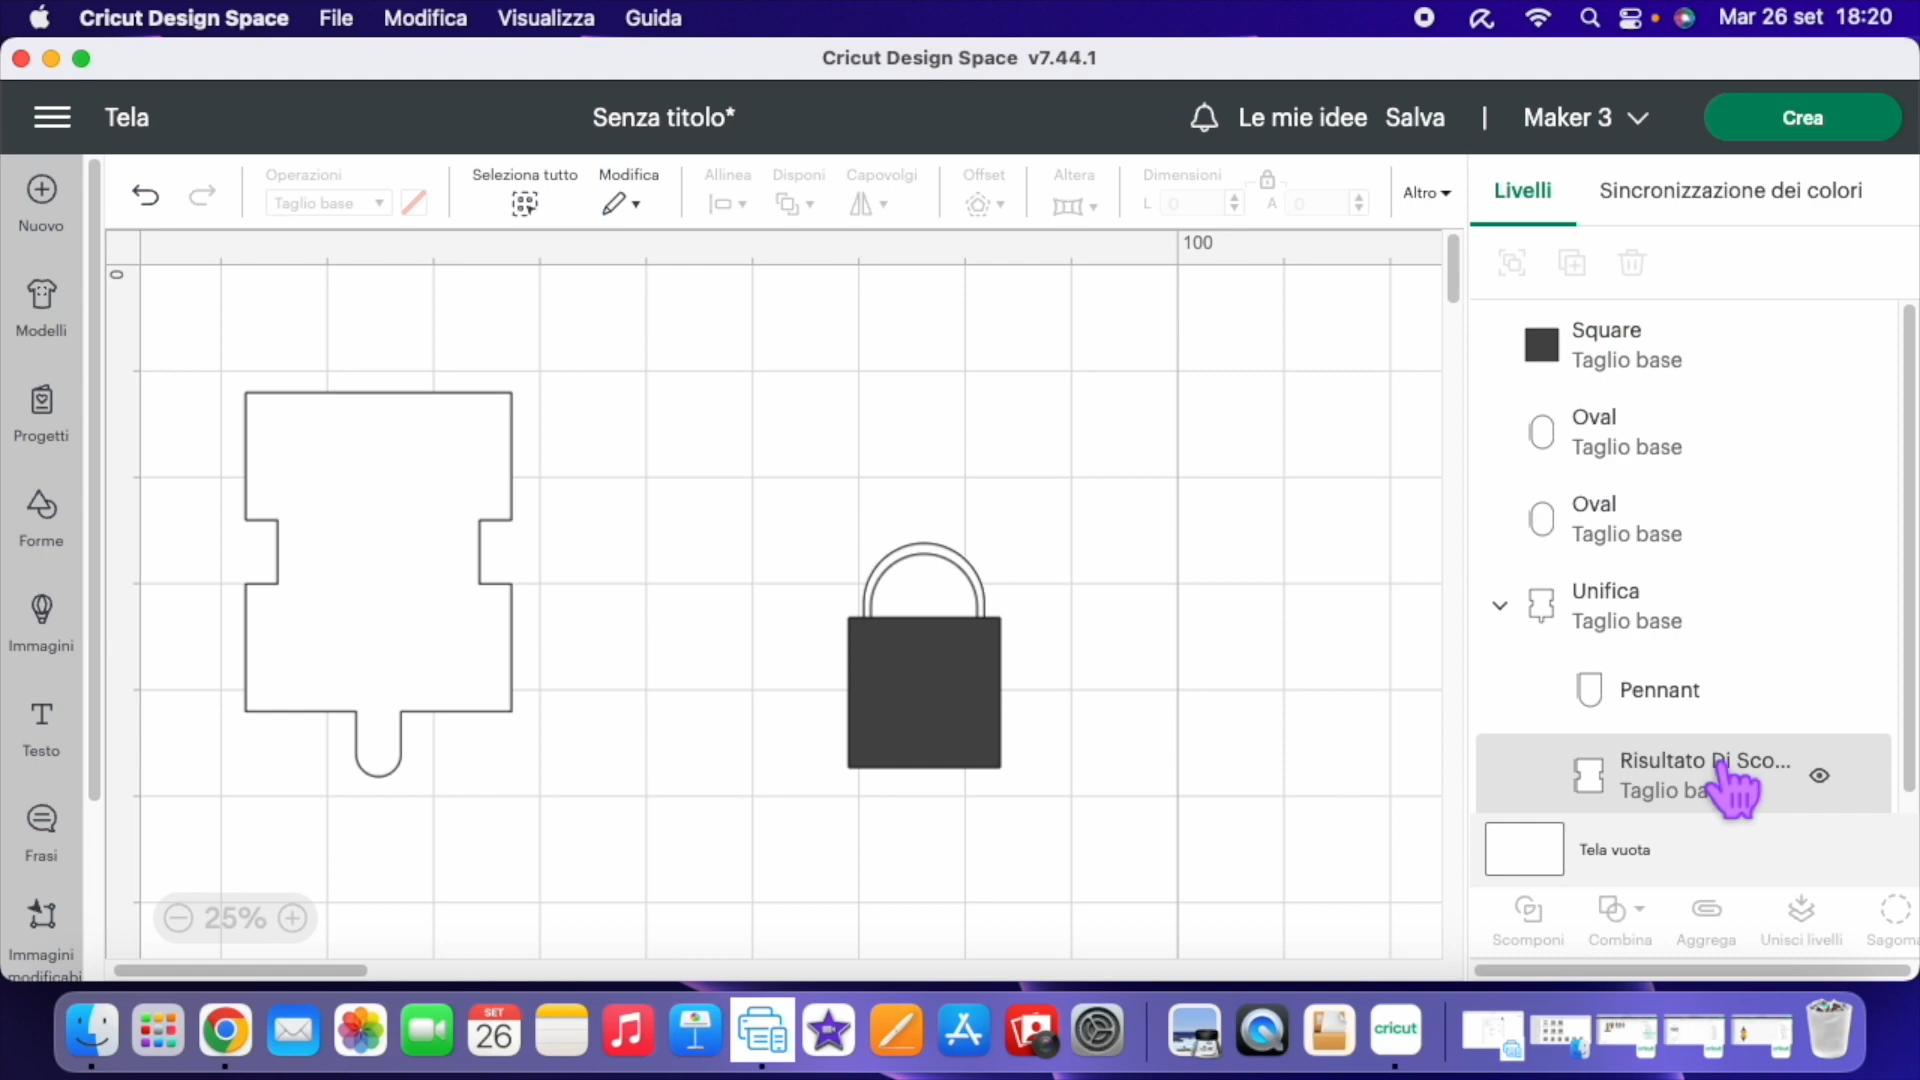 Cricut Design Space File Modifica Visualizza Guida
Mar 26 set 18:20
Cricut Design Space v7.44.1
Tela
Senza titolo*
Le mie idee Salva | Maker 3
Crea
Nuovo
Modelli
Progetti
Forme
Immagini
Testo
Frasi
Immagini
modificabi
Operazioni
Taglio base
Seleziona tutto
Modifica
Allinea
Disponi
Capovolgi
Offset
Altera
Dimensioni
L 0
A 0
Altro
0
100
25%
Livelli
Sincronizzazione dei colori
Square
Taglio base
Oval
Taglio base
Oval
Taglio base
Unifica
Taglio base
Pennant
Risultato Di Sco...
Taglio ba
Tela vuota
Scomponi
Combina
Aggrega
Unisci livelli
Sagoma
SET
26
cricut